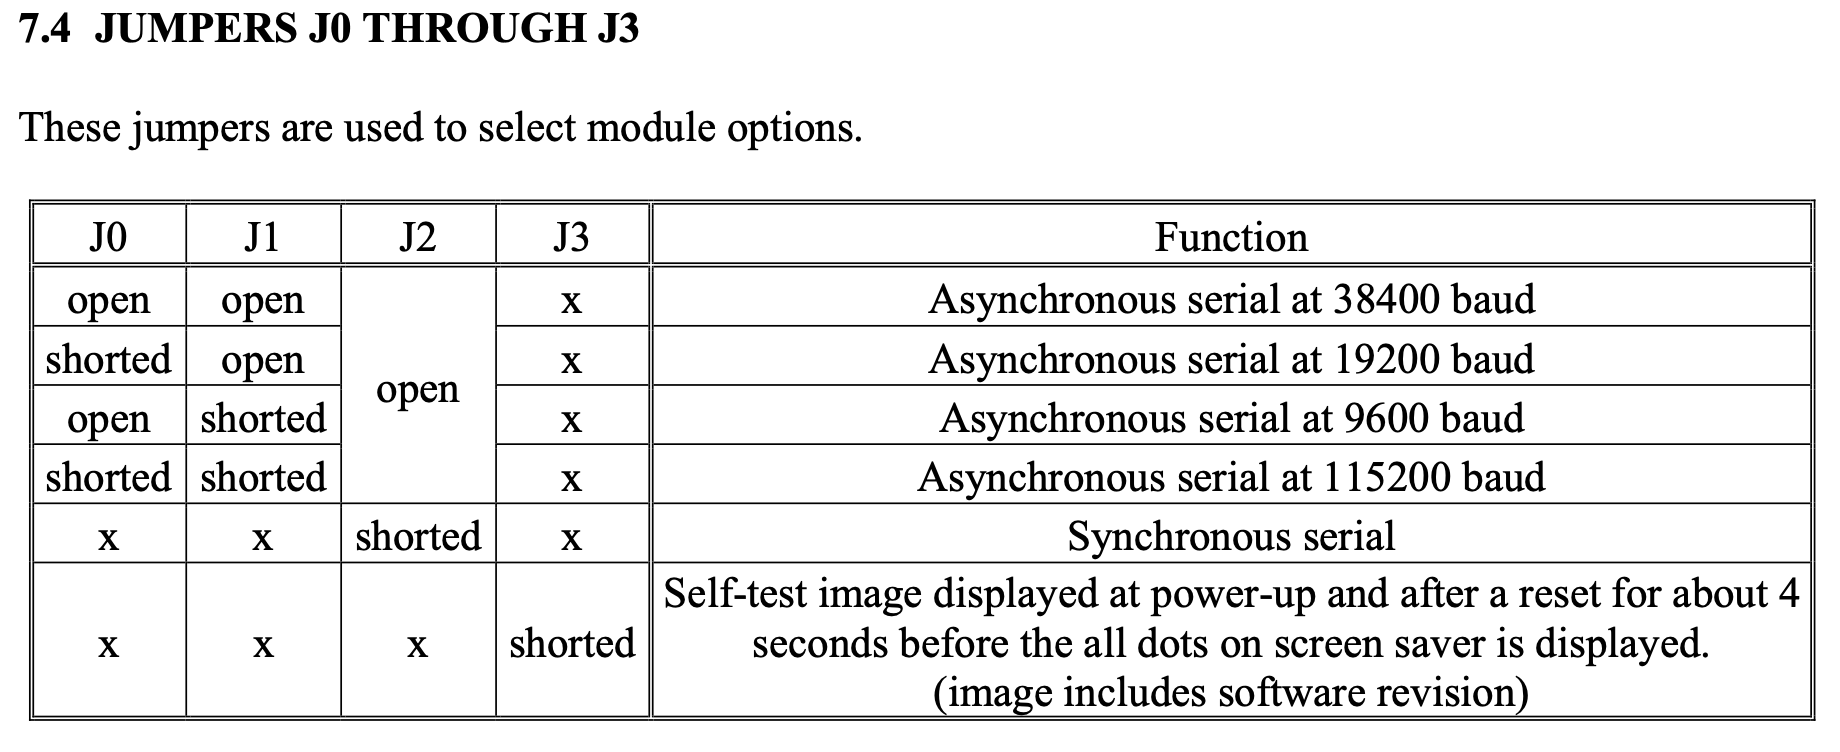 7.4 JUMPERS J0 THROUGH J3
These jumpers are used to select module options.
J0 J1 J2 J3 Function
open open x Asynchronous serial at 38400 baud
shorted open x Asynchronous serial at 19200 baud
open
open shorted x Asynchronous serial at 9600 baud
shorted shorted x Asynchronous serial at 115200 baud
x x shorted x Synchronous serial
Self-test image displayed at power-up and after a reset for about 4
x x x shorted seconds before the all dots on screen saver is displayed.
(image includes software revision)